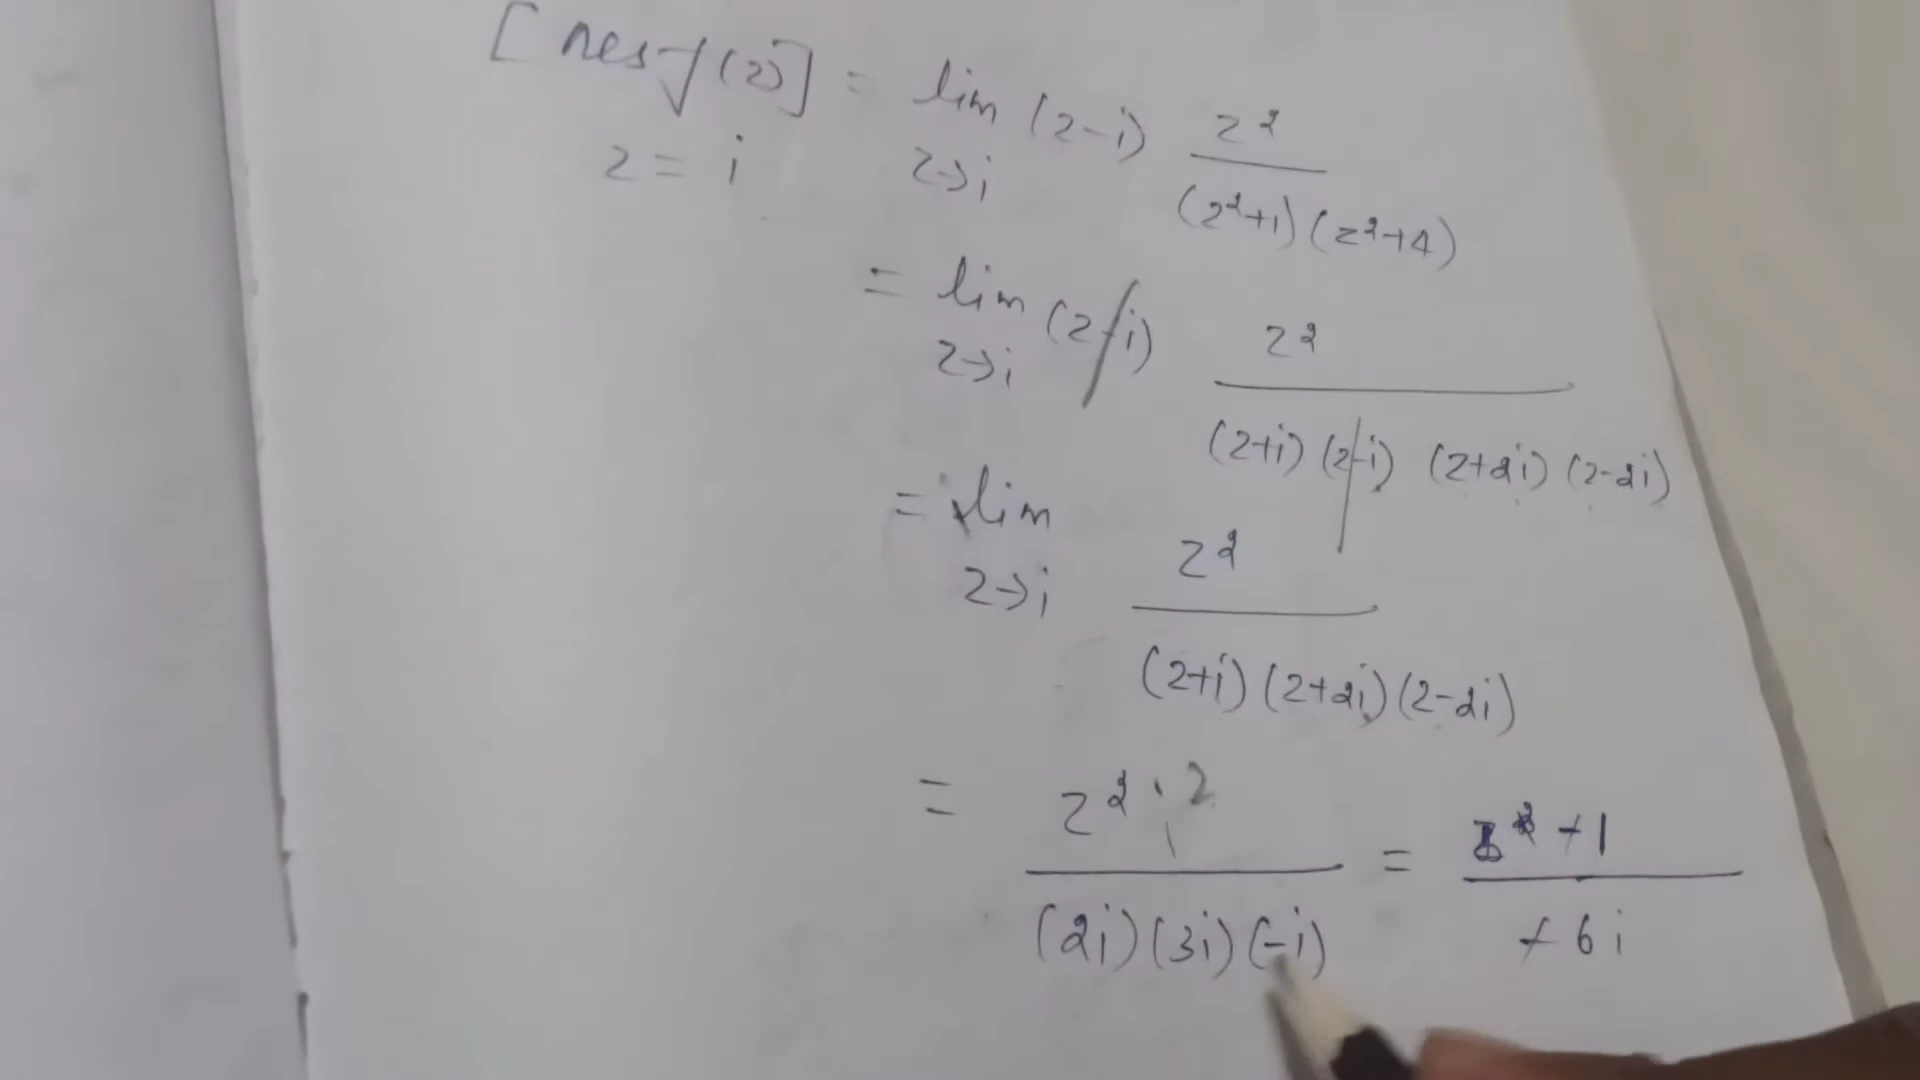 [res f(z)] = lim (z-i) z²
z = i z→i (z²+1)(z²+4)
= lim (z-i) z²
z→i (z+i)(z-i)(z+2i)(z-2i)
= lim z²
z→i (z+i)(z+2i)(z-2i)
= z² = -1
(2i)(3i)(-i) 6i